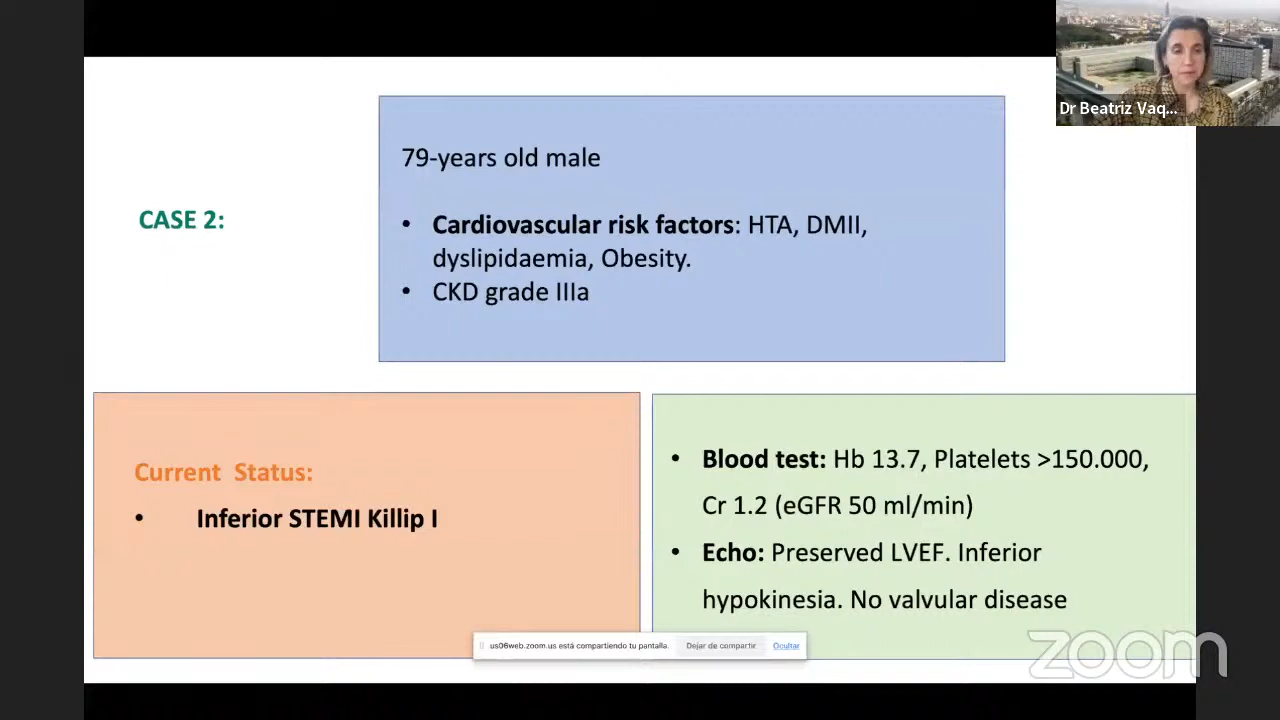 Dr Beatriz Vaq...
79-years old male
CASE 2:
• Cardiovascular risk factors: HTA, DMII,
dyslipidaemia, Obesity.
• CKD grade IIIa
Current Status:
• Inferior STEMI Killip I
• Blood test: Hb 13.7, Platelets >150.000,
Cr 1.2 (eGFR 50 ml/min)
• Echo: Preserved LVEF. Inferior
hypokinesia. No valvular disease
us06web.zoom.us está compartiendo tu pantalla. Dejar de compartir Ocultar
zoom